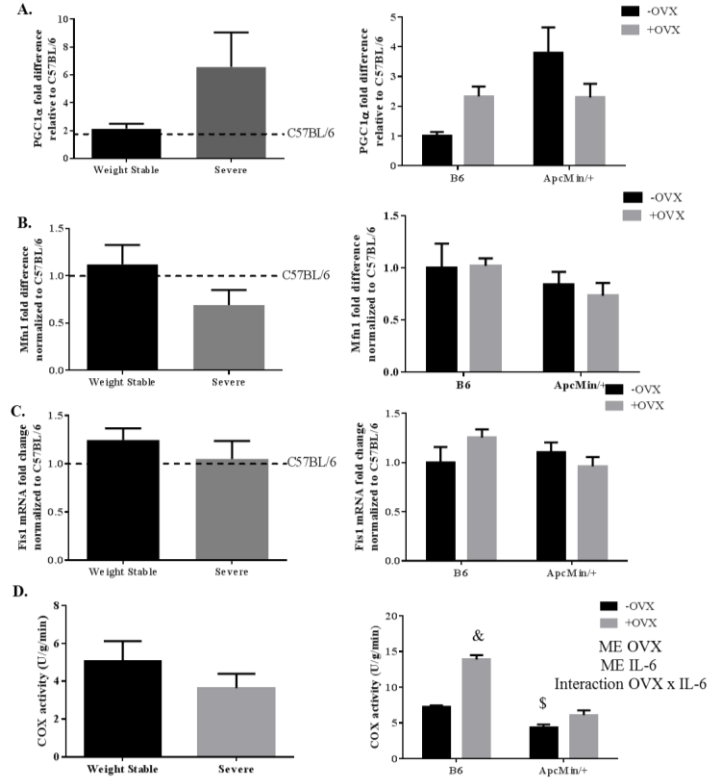 A.
PGC1α fold difference
relative to C57BL/6
10
8
6
4
2
0
C57BL/6
Weight Stable
Severe
PGC1α fold difference
relative to C57BL/6
5
4
3
2
1
0
B6
ApcMin/+
-OVX
+OVX
B.
Mfn1 fold difference
normalized to C57BL/6
1.5
1.0
0.5
0.0
C57BL/6
Weight Stable
Severe
Mfn1 fold difference
normalized to C57BL/6
1.5
1.0
0.5
0.0
B6
ApcMin/+
-OVX
+OVX
C.
Fis1 mRNA fold change
normalized to C57BL/6
1.5
1.0
0.5
0.0
C57BL/6
Weight Stable
Severe
Fis1 mRNA fold change
normalized to C57BL/6
1.5
1.0
0.5
0.0
B6
ApcMin/+
-OVX
+OVX
D.
COX activity (U/g/min)
8
6
4
2
0
Weight Stable
Severe
COX activity (U/g/min)
20
15
10
5
0
&
$
B6
ApcMin/+
-OVX
+OVX
ME OVX
ME IL-6
Interaction OVX x IL-6